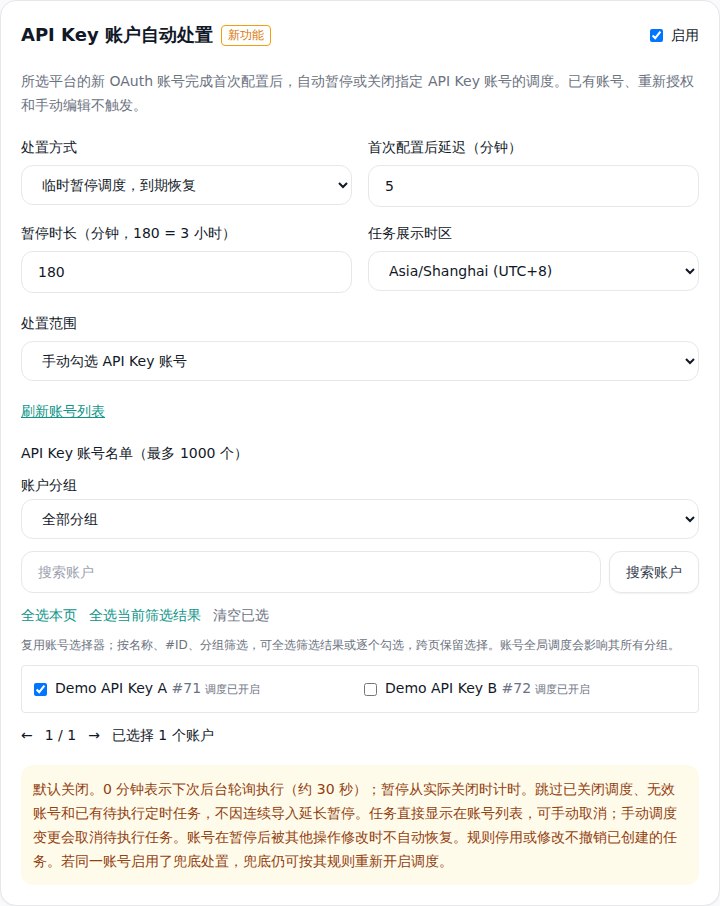 API Key 账户自动处置 新功能 启用
所选平台的新 OAuth 账号完成首次配置后，自动暂停或关闭指定 API Key 账号的调度。已有账号、重新授权
和手动编辑不触发。
处置方式 首次配置后延迟（分钟）
临时暂停调度，到期恢复 5
暂停时长（分钟，180 = 3 小时） 任务展示时区
180 Asia/Shanghai (UTC+8)
处置范围
手动勾选 API Key 账号
刷新账号列表
API Key 账号名单（最多 1000 个）
账户分组
全部分组
搜索账户 搜索账户
全选本页 全选当前筛选结果 清空已选
复用账号选择器；按名称、#ID、分组筛选，可全选筛选结果或逐个勾选，跨页保留选择。账号全局调度会影响其所有分组。
Demo API Key A #71 调度已开启 Demo API Key B #72 调度已开启
← 1 / 1 → 已选择 1 个账户
默认关闭。0 分钟表示下次后台轮询执行（约 30 秒）；暂停从实际关闭时计时。跳过已关闭调度、无效
账号和已有待执行定时任务，不因连续导入延长暂停。任务直接显示在账号列表，可手动取消；手动调度
变更会取消待执行任务。账号在暂停后被其他操作修改时不自动恢复。规则停用或修改不撤销已创建的任
务。若同一账号启用了兜底处置，兜底仍可按其规则重新开启调度。